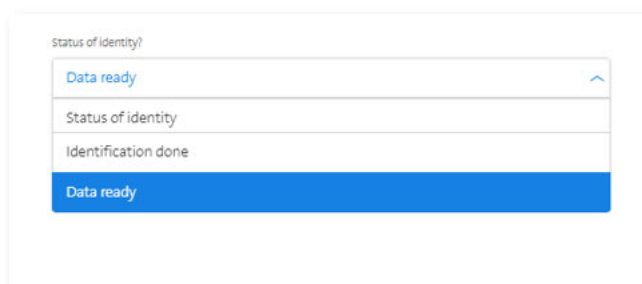 Status of identity?
Data ready
Status of identity
Identification done
Data ready